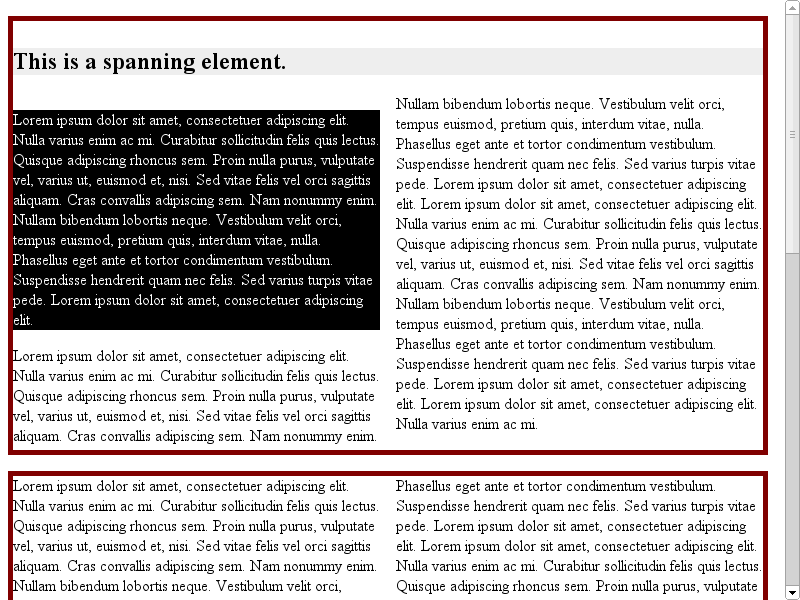 This is a spanning element.
Lorem ipsum dolor sit amet, consectetuer adipiscing elit.
Nulla varius enim ac mi. Curabitur sollicitudin felis quis lectus.
Quisque adipiscing rhoncus sem. Proin nulla purus, vulputate
vel, varius ut, euismod et, nisi. Sed vitae felis vel orci sagittis
aliquam. Cras convallis adipiscing sem. Nam nonummy enim.
Nullam bibendum lobortis neque. Vestibulum velit orci,
tempus euismod, pretium quis, interdum vitae, nulla.
Phasellus eget ante et tortor condimentum vestibulum.
Suspendisse hendrerit quam nec felis. Sed varius turpis vitae
pede. Lorem ipsum dolor sit amet, consectetuer adipiscing
elit.
Lorem ipsum dolor sit amet, consectetuer adipiscing elit.
Nulla varius enim ac mi. Curabitur sollicitudin felis quis lectus.
Quisque adipiscing rhoncus sem. Proin nulla purus, vulputate
vel, varius ut, euismod et, nisi. Sed vitae felis vel orci sagittis
aliquam. Cras convallis adipiscing sem. Nam nonummy enim.
Nullam bibendum lobortis neque. Vestibulum velit orci,
tempus euismod, pretium quis, interdum vitae, nulla.
Phasellus eget ante et tortor condimentum vestibulum.
Suspendisse hendrerit quam nec felis. Sed varius turpis vitae
pede. Lorem ipsum dolor sit amet, consectetuer adipiscing
elit. Lorem ipsum dolor sit amet, consectetuer adipiscing elit.
Nulla varius enim ac mi. Curabitur sollicitudin felis quis lectus.
Quisque adipiscing rhoncus sem. Proin nulla purus, vulputate
vel, varius ut, euismod et, nisi. Sed vitae felis vel orci sagittis
aliquam. Cras convallis adipiscing sem. Nam nonummy enim.
Nullam bibendum lobortis neque. Vestibulum velit orci,
tempus euismod, pretium quis, interdum vitae, nulla.
Phasellus eget ante et tortor condimentum vestibulum.
Suspendisse hendrerit quam nec felis. Sed varius turpis vitae
pede. Lorem ipsum dolor sit amet, consectetuer adipiscing
elit. Lorem ipsum dolor sit amet, consectetuer adipiscing elit.
Nulla varius enim ac mi.
Lorem ipsum dolor sit amet, consectetuer adipiscing elit.
Nulla varius enim ac mi. Curabitur sollicitudin felis quis lectus.
Quisque adipiscing rhoncus sem. Proin nulla purus, vulputate
vel, varius ut, euismod et, nisi. Sed vitae felis vel orci sagittis
aliquam. Cras convallis adipiscing sem. Nam nonummy enim.
Nullam bibendum lobortis neque. Vestibulum velit orci,
Phasellus eget ante et tortor condimentum vestibulum.
Suspendisse hendrerit quam nec felis. Sed varius turpis vitae
pede. Lorem ipsum dolor sit amet, consectetuer adipiscing
elit. Lorem ipsum dolor sit amet, consectetuer adipiscing elit.
Nulla varius enim ac mi. Curabitur sollicitudin felis quis lectus.
Quisque adipiscing rhoncus sem. Proin nulla purus, vulputate